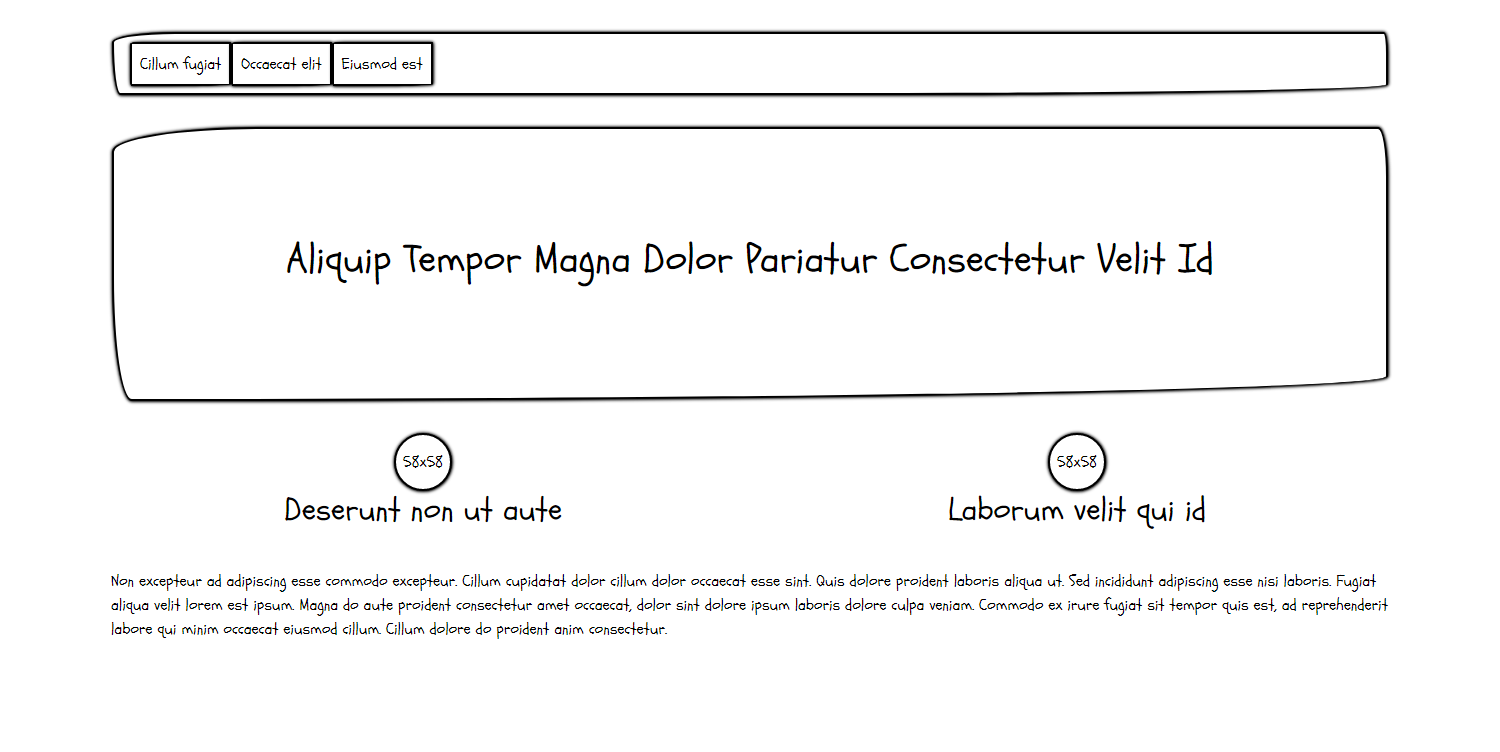 Cillum fugiat Occaecat elit Eiusmod est
Aliquip Tempor Magna Dolor Pariatur Consectetur Velit Id
58x58 58x58
Deserunt non ut aute Laborum velit qui id
Non excepteur ad adipiscing esse commodo excepteur. Cillum cupidatat dolor cillum dolor occaecat esse sint. Quis dolore proident laboris aliqua ut. Sed incididunt adipiscing esse nisi laboris. Fugiat
aliqua velit lorem est ipsum. Magna do aute proident consectetur amet occaecat, dolor sint dolore ipsum laboris dolore culpa veniam. Commodo ex irure fugiat sit tempor quis est, ad reprehenderit
labore qui minim occaecat eiusmod cillum. Cillum dolore do proident anim consectetur.